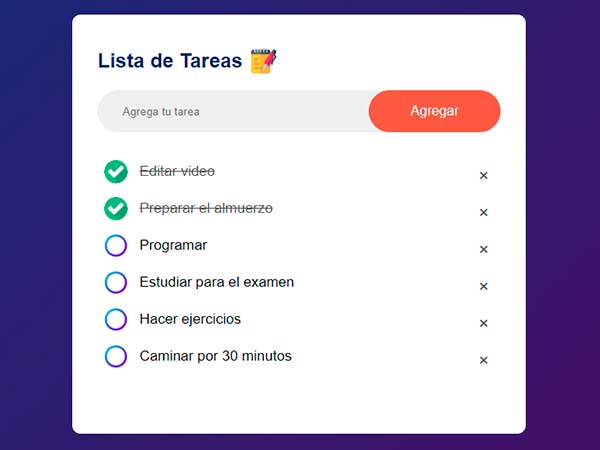 Lista de Tareas
Agrega tu tarea Agregar
Editar video ×
Preparar el almuerzo ×
Programar ×
Estudiar para el examen ×
Hacer ejercicios ×
Caminar por 30 minutos ×